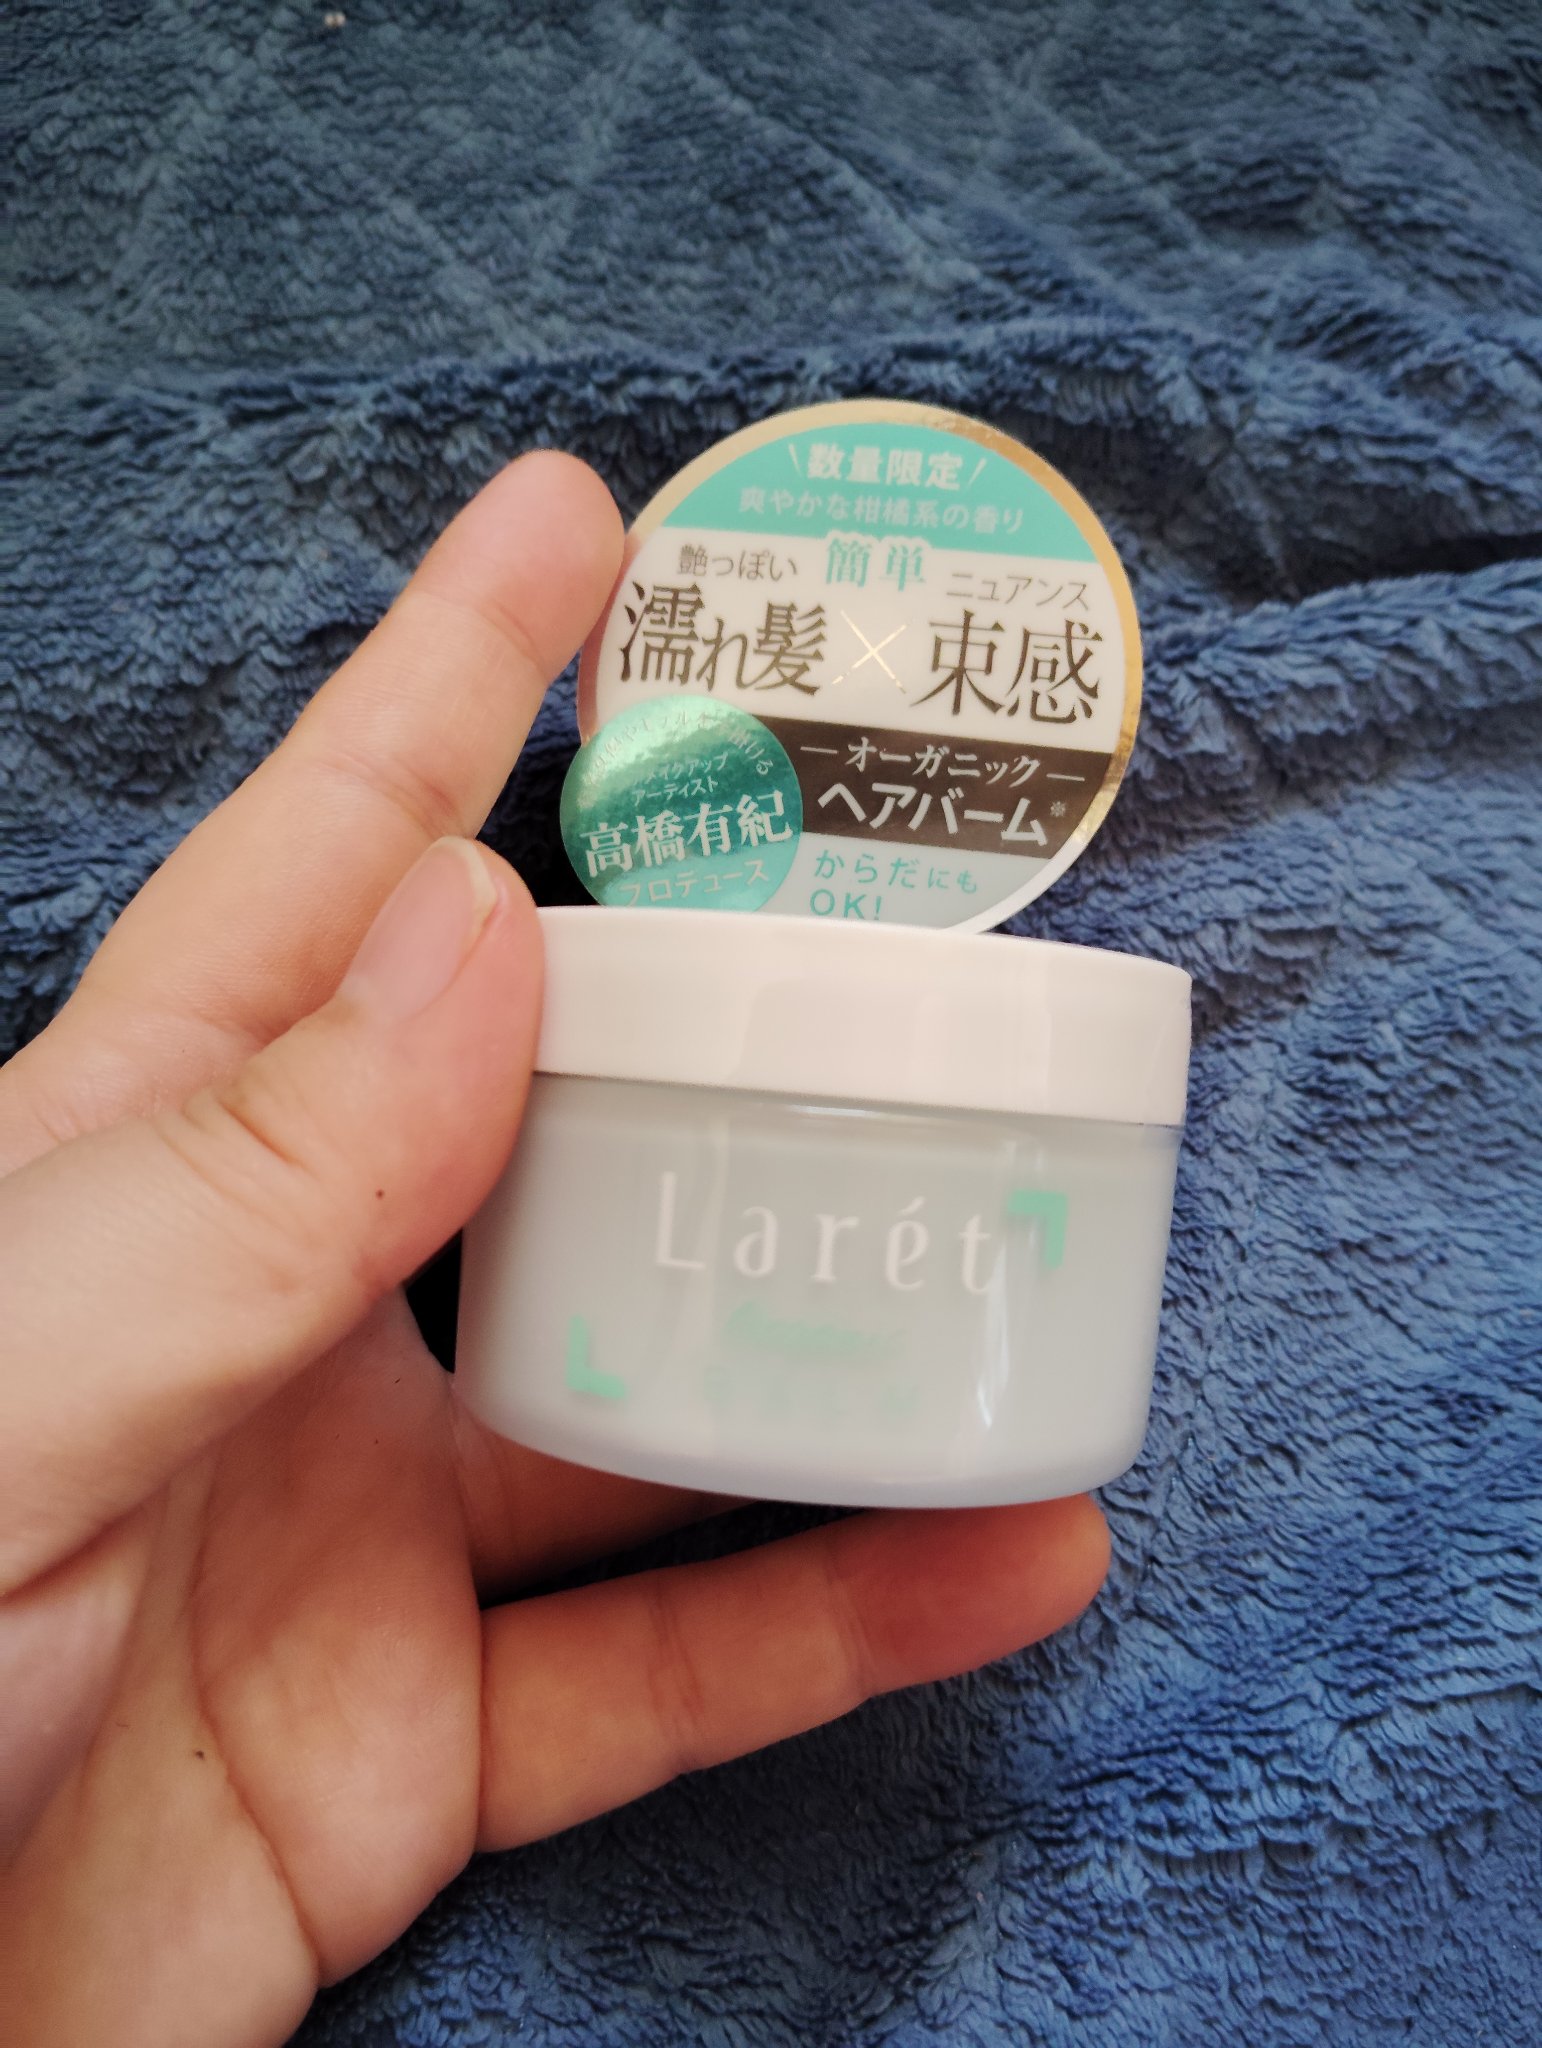 数量限定
爽やかな柑橘系の香り
簡単
艶っぽい ニュアンス
濡れ髪×束感
オーガニック
ヘアバーム※
からだにも
OK!
メイクアップ
アーティスト
高橋有紀
プロデュース
Larét